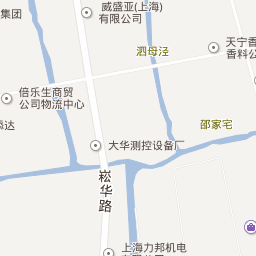 集团
威盛亚(上海)
有限公司
泗母泾
天宁香
香料公
倍乐生商贸
公司物流中心
达
邵家宅
大华测控设备厂
崧华路
上海力邦机电